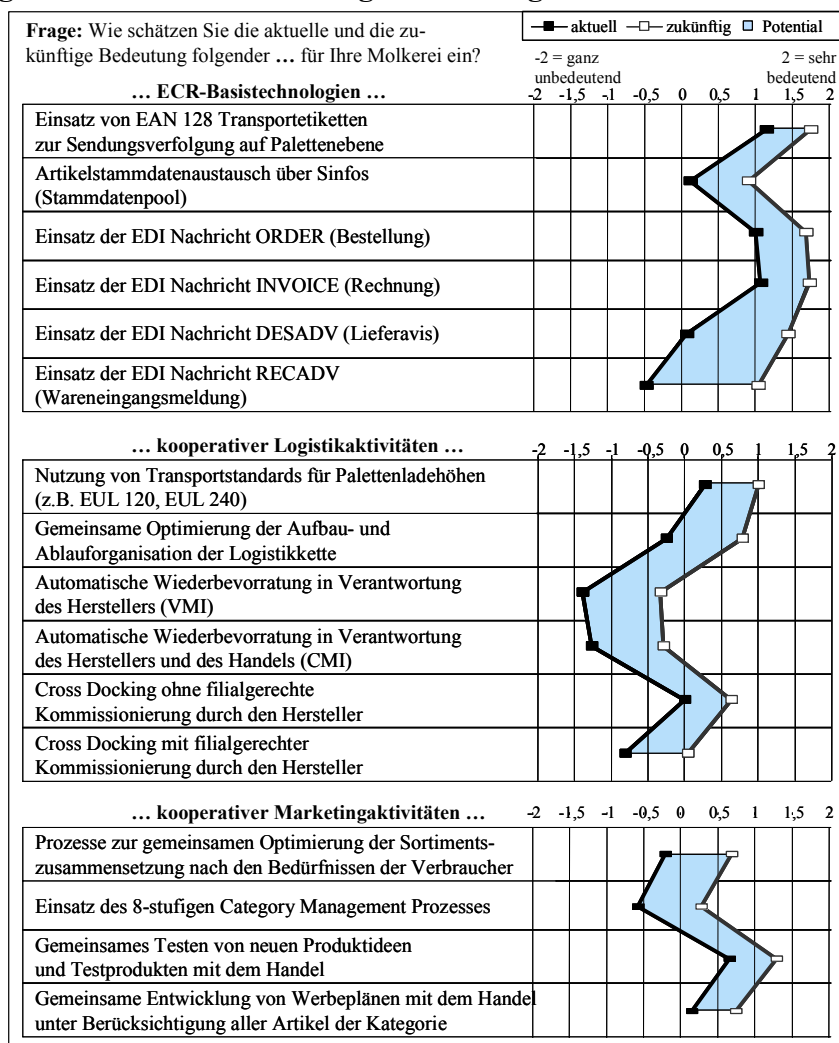 Frage: Wie schätzen Sie die aktuelle und die zu-
künftige Bedeutung folgender ... für Ihre Molkerei ein?
aktuell zukünftig Potential
-2 = ganz
unbedeutend
2 = sehr
bedeutend
... ECR-Basistechnologien ...
-2 -1,5 -1 -0,5 0 0,5 1 1,5 2
Einsatz von EAN 128 Transportetiketten
zur Sendungsverfolgung auf Palettenebene
Artikelstammdatenaustausch über Sinfos
(Stammdatenpool)
Einsatz der EDI Nachricht ORDER (Bestellung)
Einsatz der EDI Nachricht INVOICE (Rechnung)
Einsatz der EDI Nachricht DESADV (Lieferavis)
Einsatz der EDI Nachricht RECADV
(Wareneingangsmeldung)
... kooperativer Logistikaktivitäten ...
-2 -1,5 -1 -0,5 0 0,5 1 1,5 2
Nutzung von Transportstandards für Palettenladehöhen
(z.B. EUL 120, EUL 240)
Gemeinsame Optimierung der Aufbau- und
Ablauforganisation der Logistikkette
Automatische Wiederbevorratung in Verantwortung
des Herstellers (VMI)
Automatische Wiederbevorratung in Verantwortung
des Herstellers und des Handels (CMI)
Cross Docking ohne filialgerechte
Kommissionierung durch den Hersteller
Cross Docking mit filialgerechter
Kommissionierung durch den Hersteller
... kooperativer Marketingaktivitäten ...
-2 -1,5 -1 -0,5 0 0,5 1 1,5 2
Prozesse zur gemeinsamen Optimierung der Sortiments-
zusammensetzung nach den Bedürfnissen der Verbraucher
Einsatz des 8-stufigen Category Management Prozesses
Gemeinsames Testen von neuen Produktideen
und Testprodukten mit dem Handel
Gemeinsame Entwicklung von Werbeplänen mit dem Handel
unter Berücksichtigung aller Artikel der Kategorie